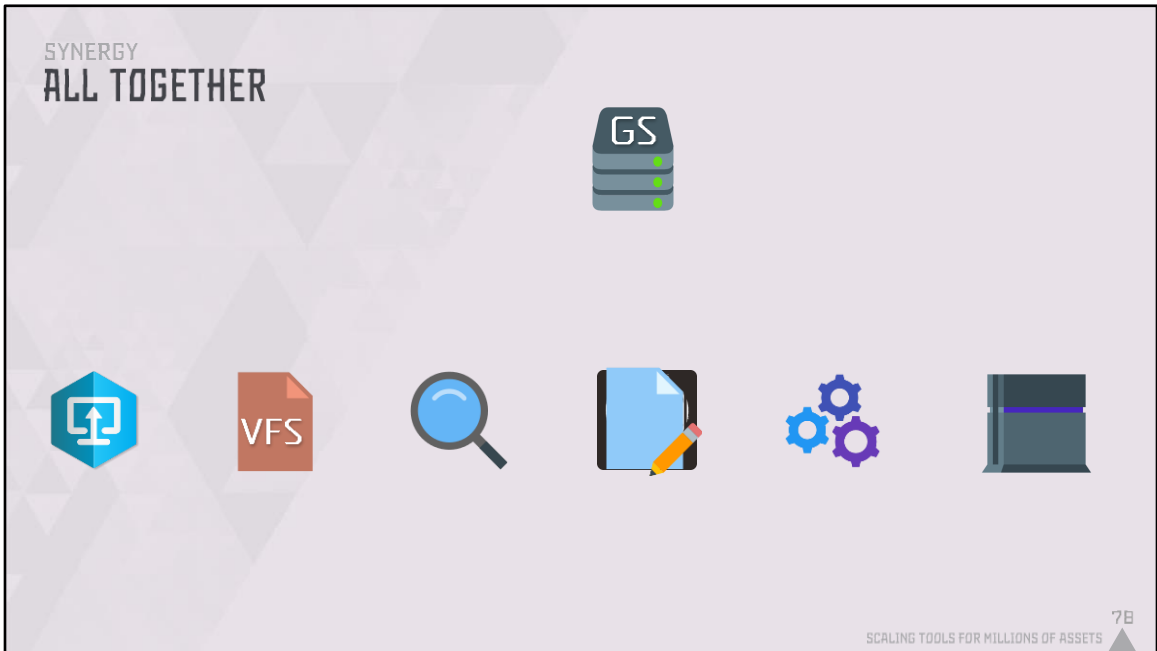 SYNERGY
ALL TOGETHER
GS
VFS
78
SCALING TOOLS FOR MILLIONS OF ASSETS